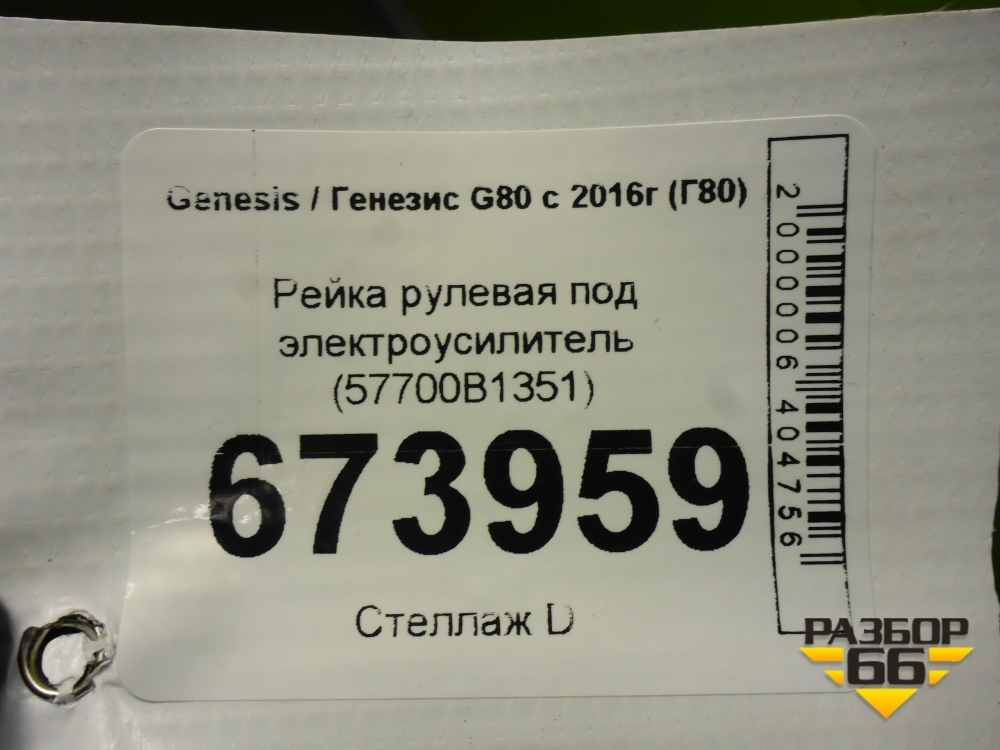 Genesis / Генезис G80 с 2016г (Г80)
Рейка рулевая под
электроусилитель
(57700B1351)
673959
Стеллаж D
2000006404756
РАЗБОР
66